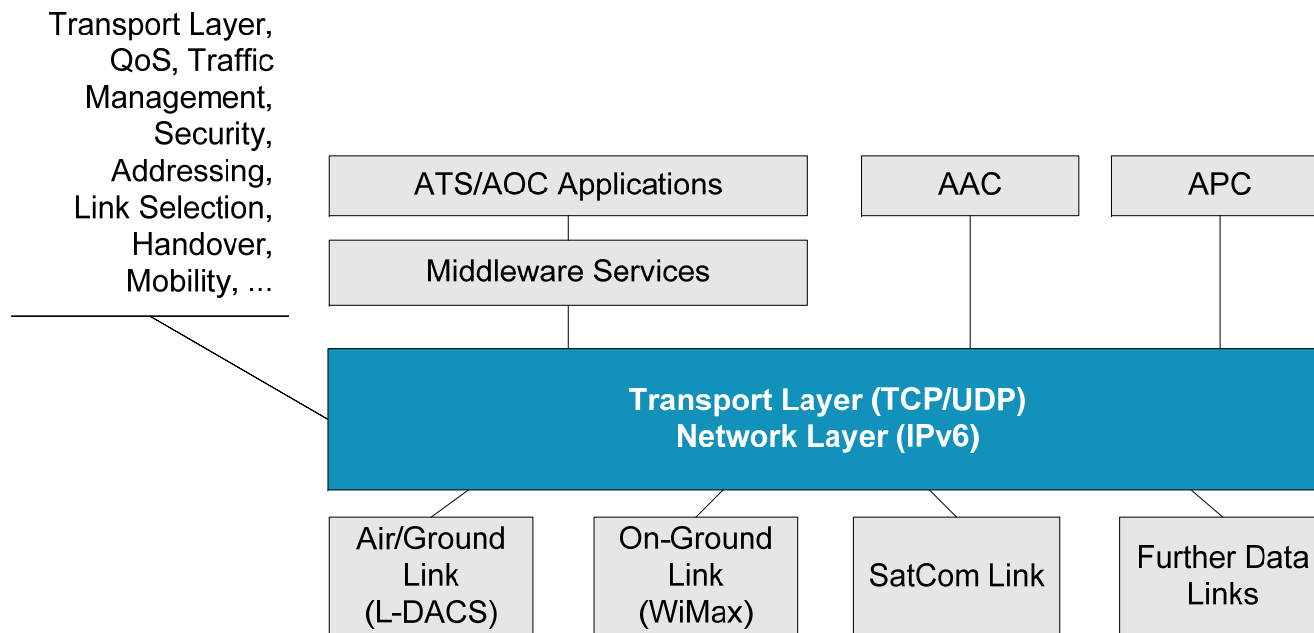 Transport Layer,
QoS, Traffic
Management,
Security,
Addressing,
Link Selection,
Handover,
Mobility, ...
ATS/AOC Applications
AAC
APC
Middleware Services
Transport Layer (TCP/UDP)
Network Layer (IPv6)
Air/Ground
Link
(L-DACS)
On-Ground
Link
(WiMax)
SatCom Link
Further Data
Links